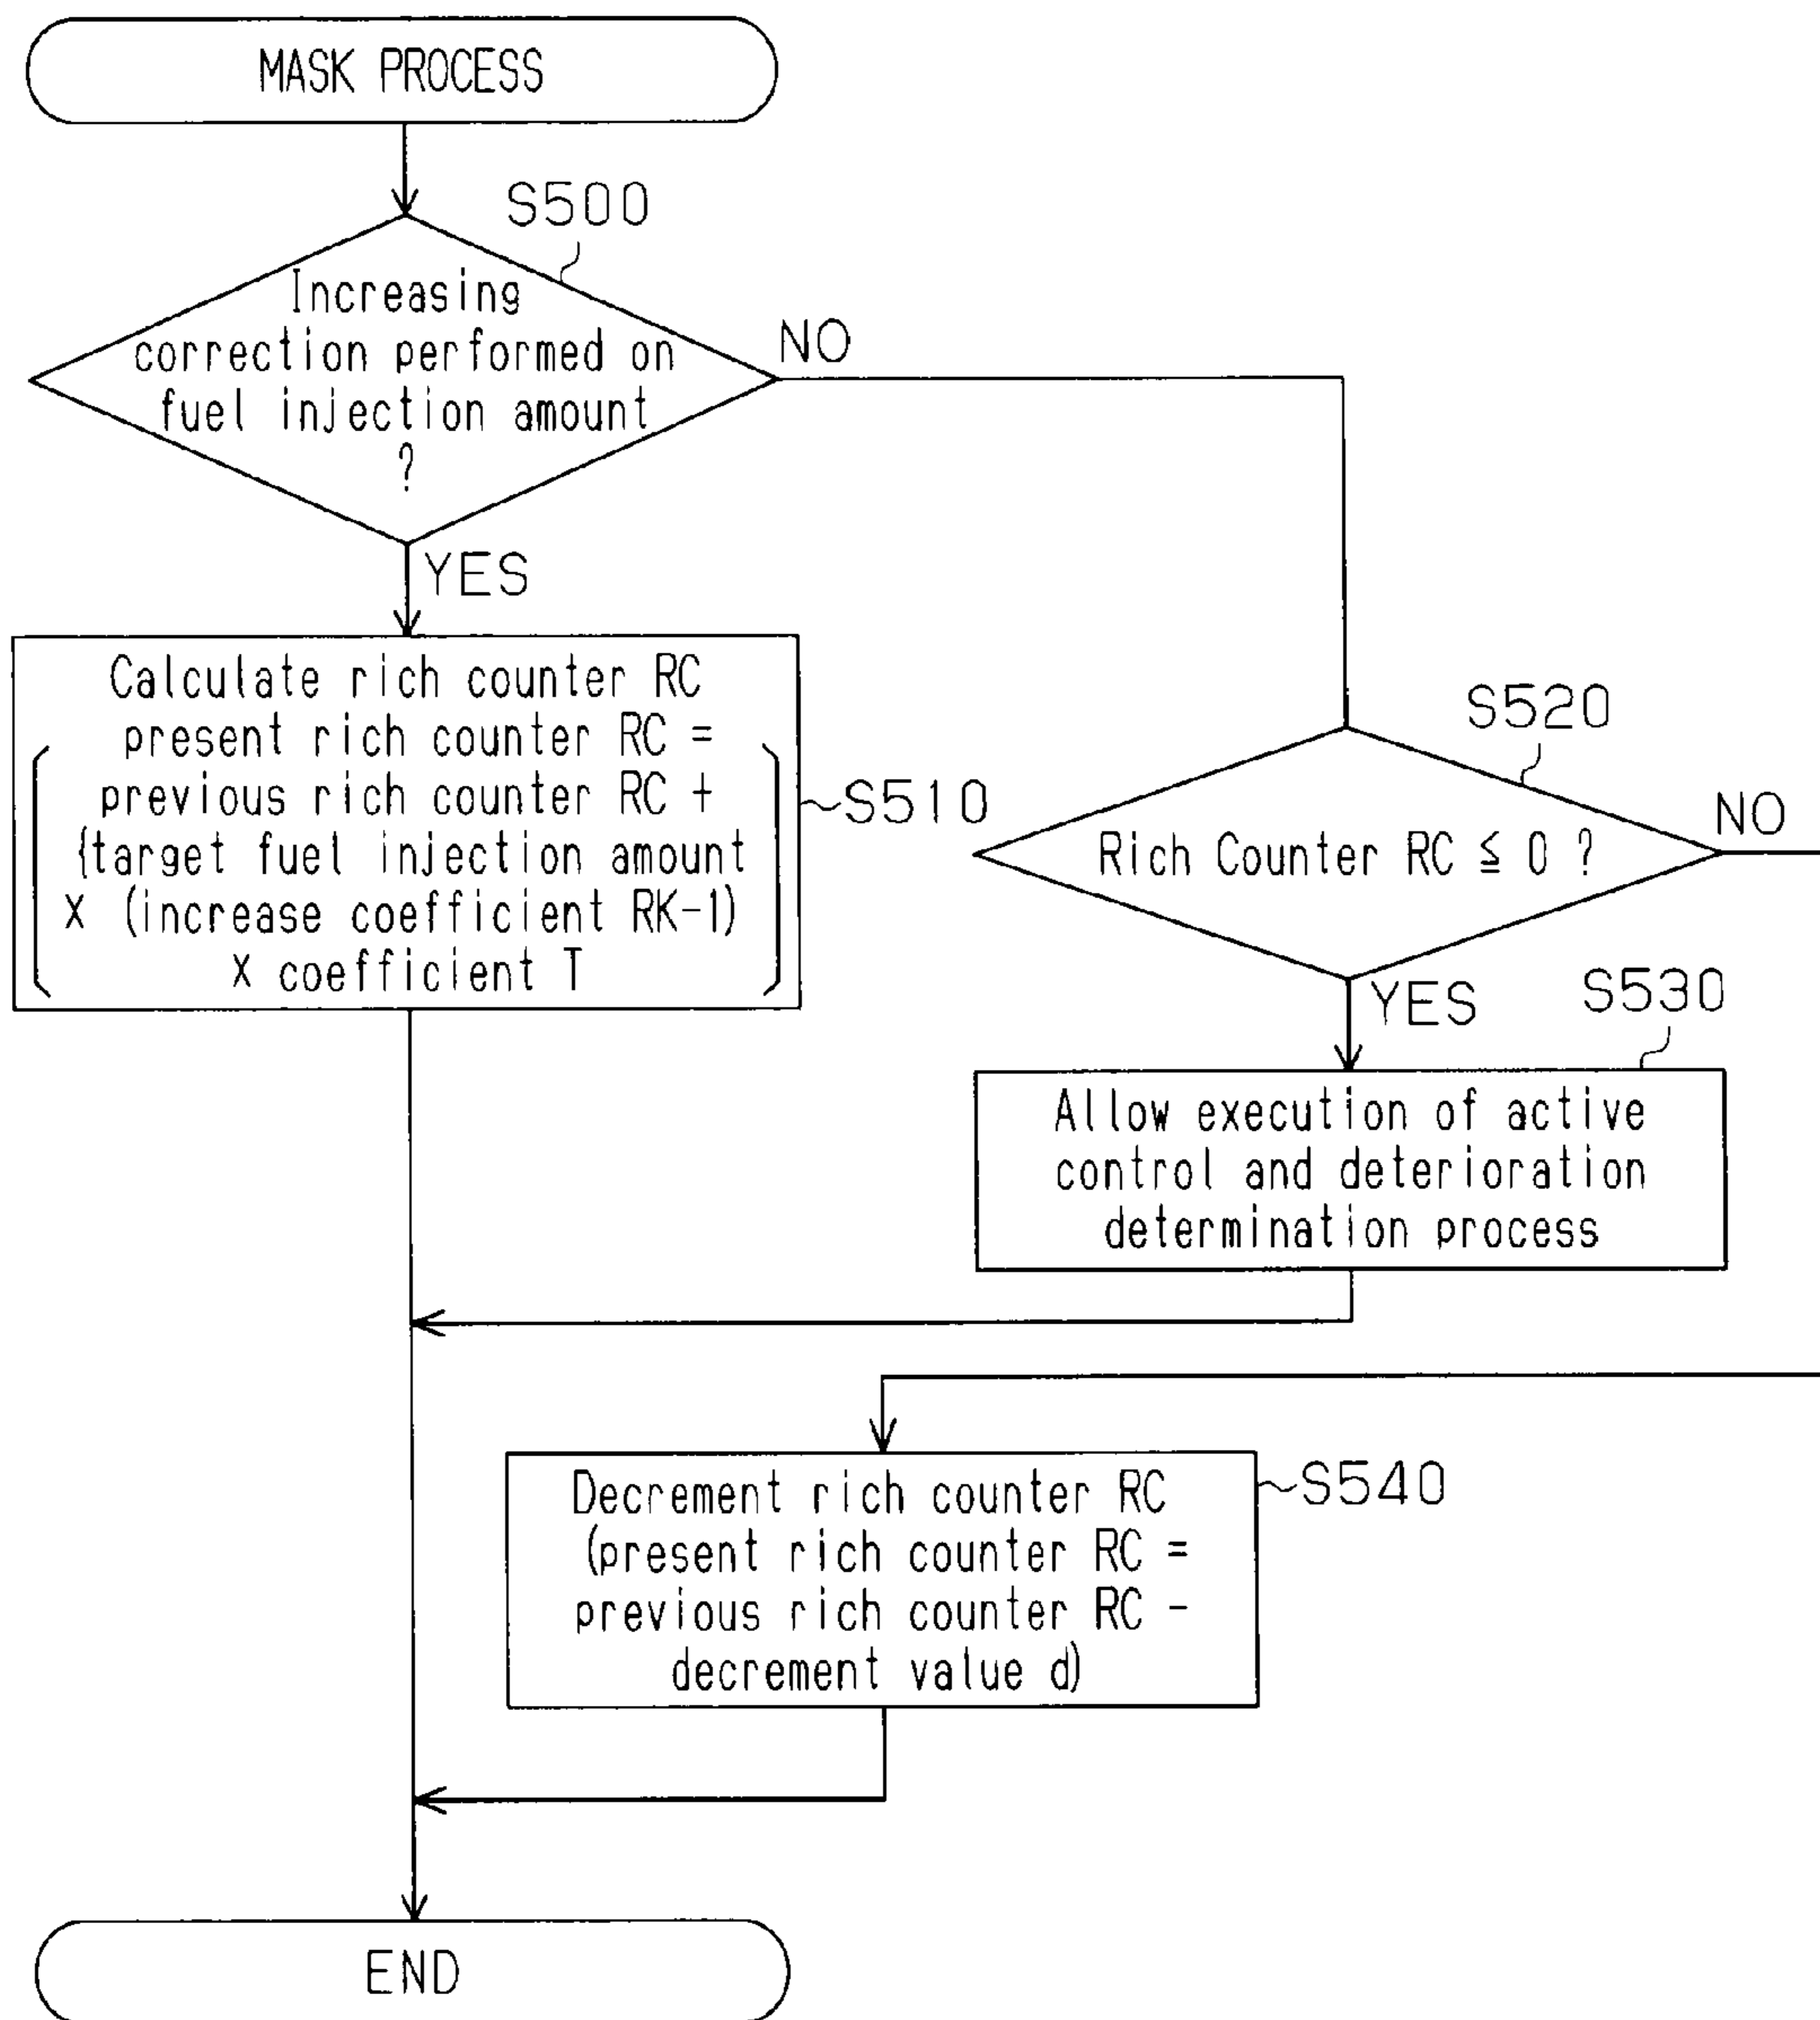 MASK PROCESS
S500
Increasing
correction performed on
fuel injection amount
?
NO
YES
Calculate rich counter RC
present rich counter RC =
previous rich counter RC +
{target fuel injection amount
X (increase coefficient RK-1)
X coefficient T
S510
S520
Rich Counter RC ≦ 0 ?
NO
YES
S530
Allow execution of active
control and deterioration
determination process
Decrement rich counter RC
(present rich counter RC =
previous rich counter RC -
decrement value d)
S540
END